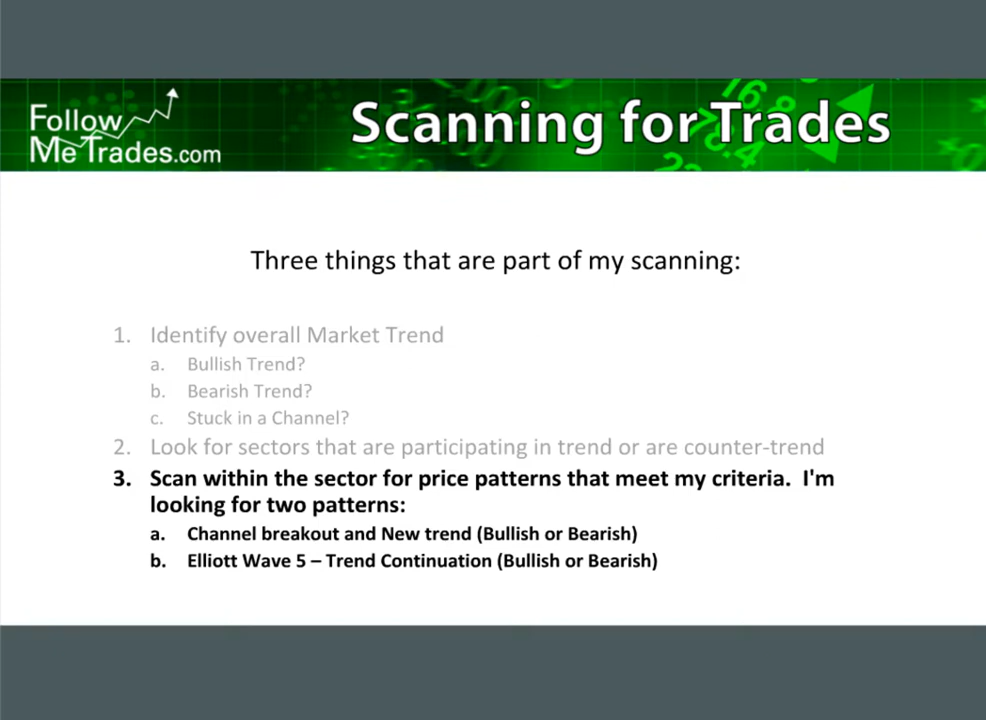 Follow
MeTrades.com
Scanning for Trades
Three things that are part of my scanning:
1. Identify overall Market Trend
a. Bullish Trend?
b. Bearish Trend?
c. Stuck in a Channel?
2. Look for sectors that are participating in trend or are counter-trend
3. Scan within the sector for price patterns that meet my criteria. I'm
looking for two patterns:
a. Channel breakout and New trend (Bullish or Bearish)
b. Elliott Wave 5 – Trend Continuation (Bullish or Bearish)